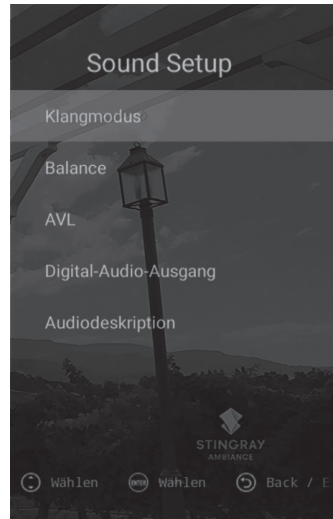 Sound Setup
Klangmodus
Balance
AVL
Digital-Audio-Ausgang
Audiodeskription
STINGRAY
AMBIANCE
Wählen ENTER Wählen Back / E